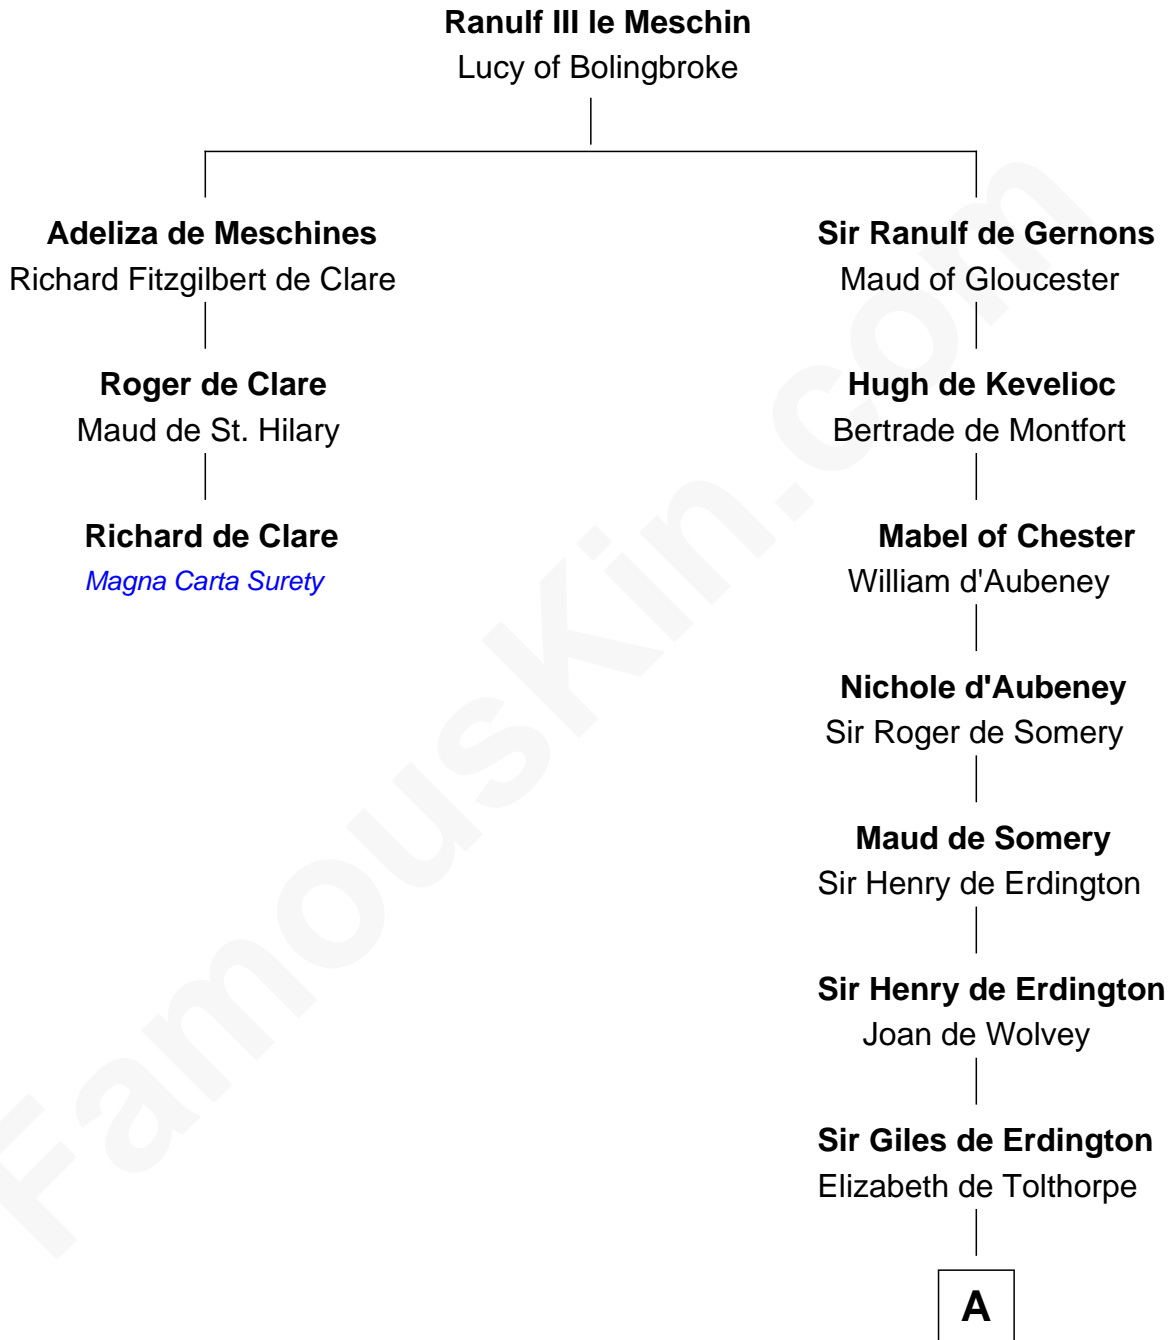 Ranulf III le Meschin
Lucy of Bolingbroke
Adeliza de Meschines
Richard Fitzgilbert de Clare
Sir Ranulf de Gernons
Maud of Gloucester
Roger de Clare
Maud de St. Hilary
Hugh de Kevelioc
Bertrade de Montfort
Richard de Clare
Magna Carta Surety
Mabel of Chester
William d'Aubeney
Nichole d'Aubeney
Sir Roger de Somery
Maud de Somery
Sir Henry de Erdington
Sir Henry de Erdington
Joan de Wolvey
Sir Giles de Erdington
Elizabeth de Tolthorpe
A
FamousKin.com